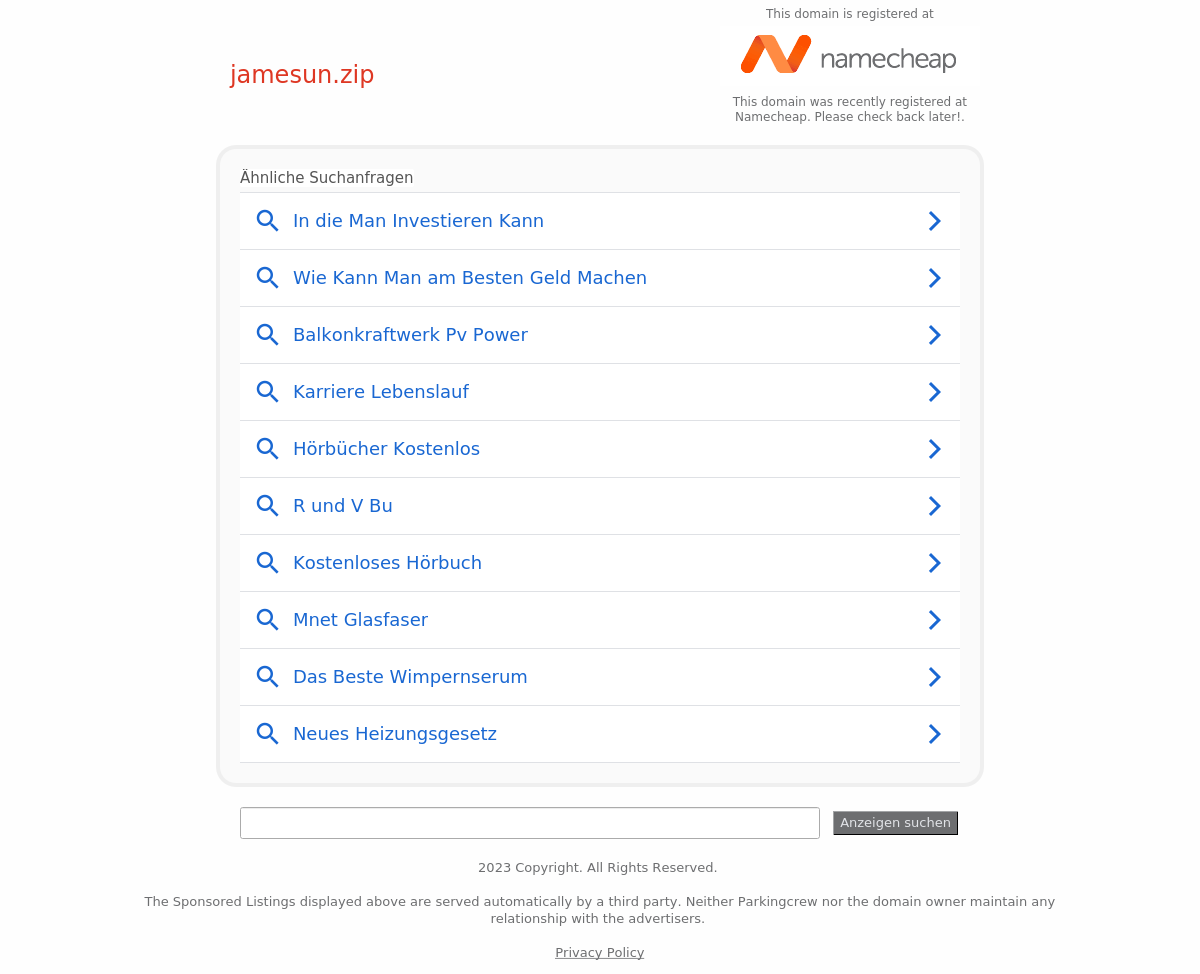 This domain is registered at
namecheap
jamesun.zip
This domain was recently registered at
Namecheap. Please check back later!.
Ähnliche Suchanfragen
In die Man Investieren Kann
Wie Kann Man am Besten Geld Machen
Balkonkraftwerk Pv Power
Karriere Lebenslauf
Hörbücher Kostenlos
R und V Bu
Kostenloses Hörbuch
Mnet Glasfaser
Das Beste Wimpernserum
Neues Heizungsgesetz
Anzeigen suchen
2023 Copyright. All Rights Reserved.
The Sponsored Listings displayed above are served automatically by a third party. Neither Parkingcrew nor the domain owner maintain any
relationship with the advertisers.
Privacy Policy